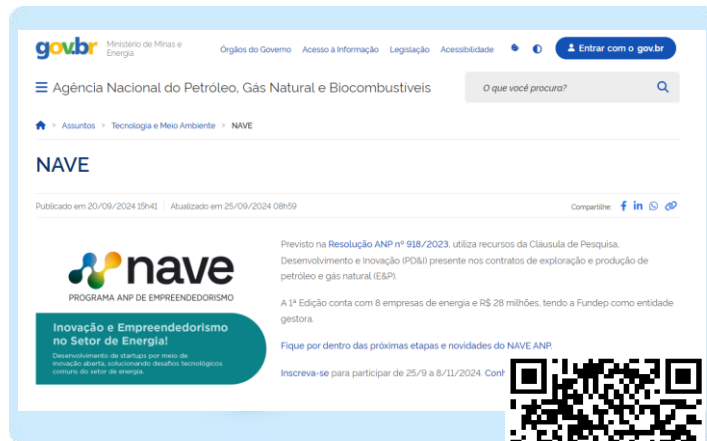 gov.br Ministério de Minas e
Energia
Órgãos do Governo Acesso à Informação Legislação Acessibilidade Entrar com o gov.br
Agência Nacional do Petróleo, Gás Natural e Biocombustíveis O que você procura?
Assuntos > Tecnologia e Meio Ambiente > NAVE
NAVE
Publicado em 20/09/2024 15h41 Atualizado em 25/09/2024 08h59 Compartilhe:
nave
PROGRAMA ANP DE EMPREENDEDORISMO
Inovação e Empreendedorismo
no Setor de Energia!
Desenvolvimento de startups por meio de
inovação aberta, solucionando desafios tecnológicos
comuns do setor de energia.
Previsto na Resolução ANP nº 918/2023, utiliza recursos da Cláusula de Pesquisa,
Desenvolvimento e Inovação (PD&I) presente nos contratos de exploração e produção de
petróleo e gás natural (E&P).
A 1ª Edição conta com 8 empresas de energia e R$ 28 milhões, tendo a Fundep como entidade
gestora.
Fique por dentro das próximas etapas e novidades do NAVE ANP.
Inscreva-se para participar de 25/9 a 8/11/2024.